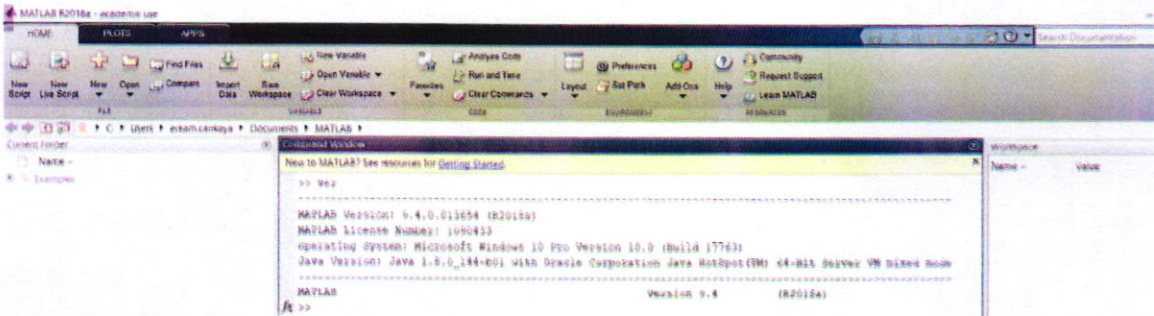 MATLAB R2018a - academic use
HOME PLOTS APPS
Search Documentation
New Script
New Live Script
New
Open
Find Files
Compare
Import Data
Save Workspace
New Variable
Open Variable
Clear Workspace
Favorites
Analyze Code
Run and Time
Clear Commands
Layout
Preferences
Set Path
Add-Ons
Help
Community
Request Support
Learn MATLAB
FILE VARIABLE CODE ENVIRONMENT RESOURCES
C: Users Documents MATLAB
Current Folder
Name
Examples
Command Window
New to MATLAB? See resources for Getting Started.
>> ver
MATLAB Version: 9.4.0.813654 (R2018a)
MATLAB License Number:
Operating System: Microsoft Windows 10 Pro Version 10.0 (Build 17763)
Java Version: Java 1.8.0_144-b01 with Oracle Corporation Java HotSpot(TM) 64-Bit Server VM mixed mode
MATLAB Version 9.4 (R2018a)
fx >>
Workspace
Name Value